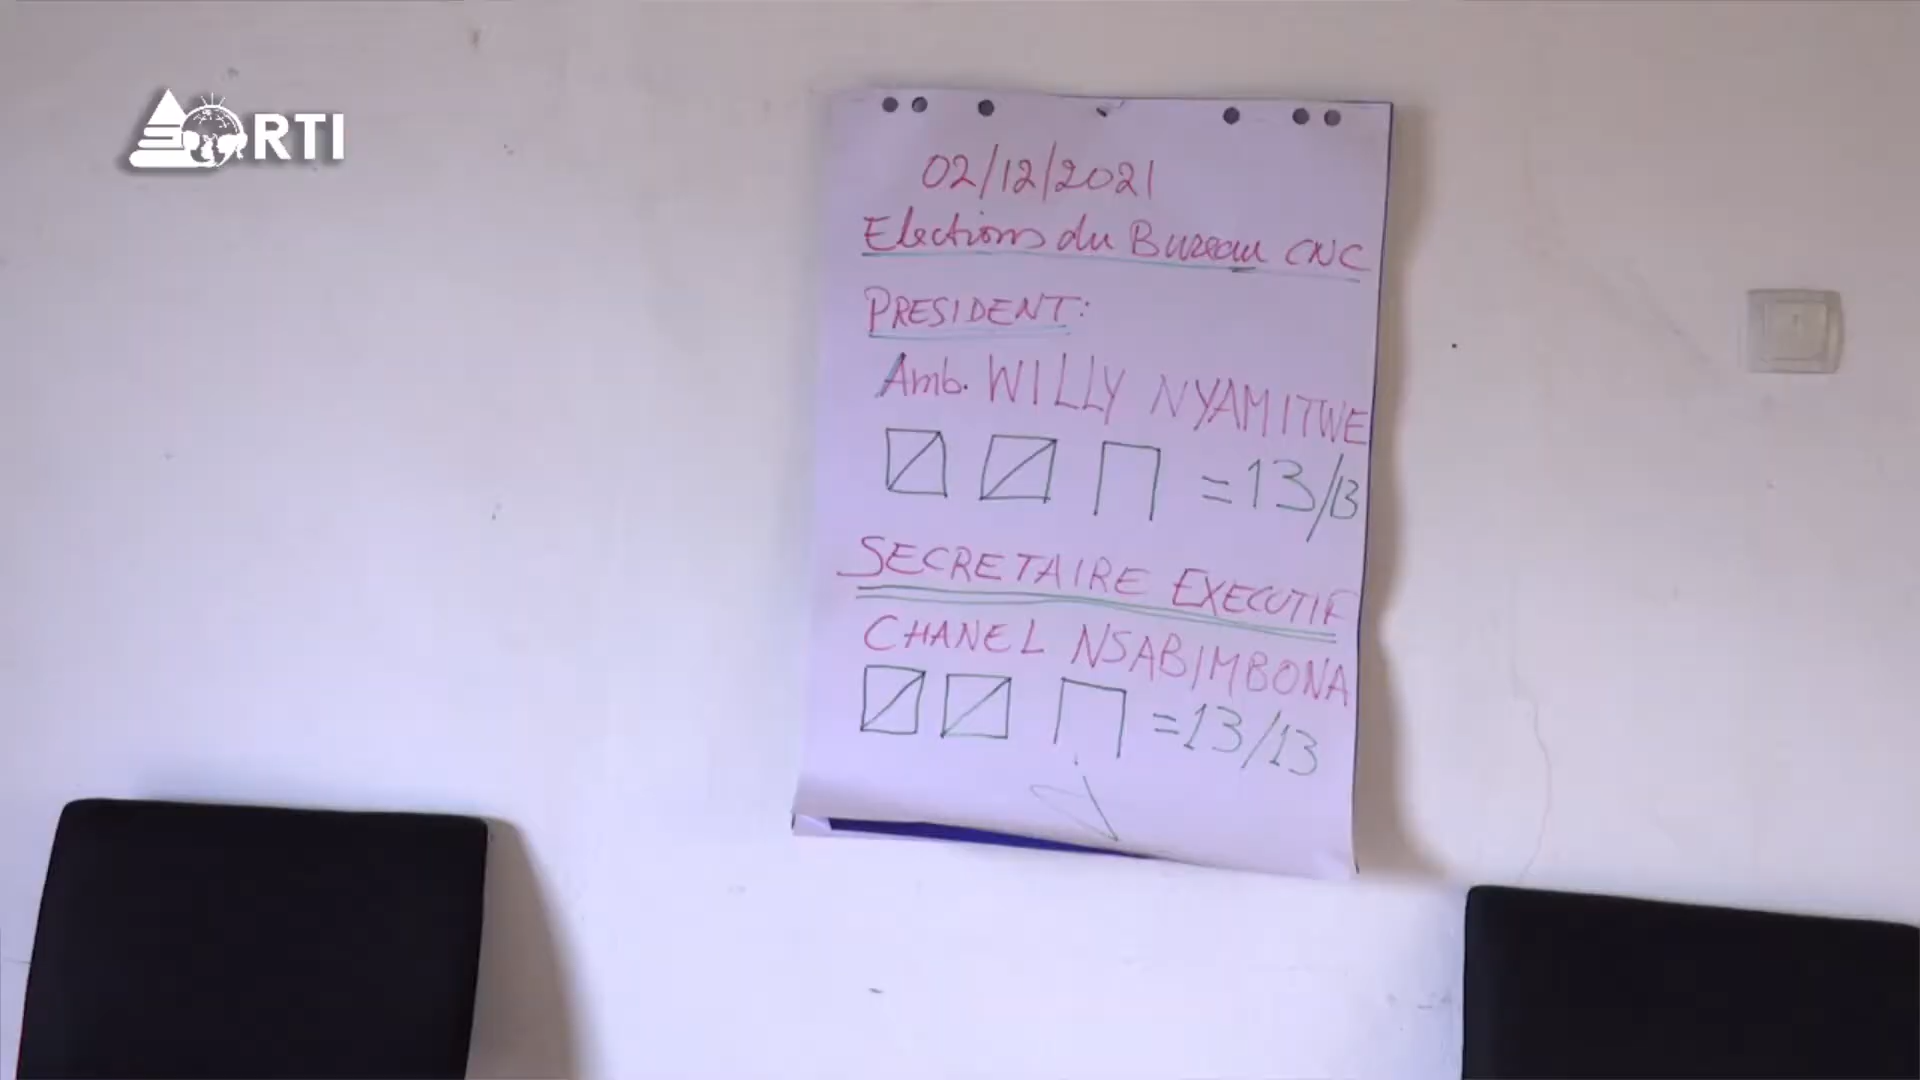 RTI
02/12/2021
Elections du Bureau CNC
PRESIDENT:
Amb. WILLY NYAMITWE
=13/13
SECRETAIRE EXECUTIF
CHANEL NSABIMBONA
=13/13